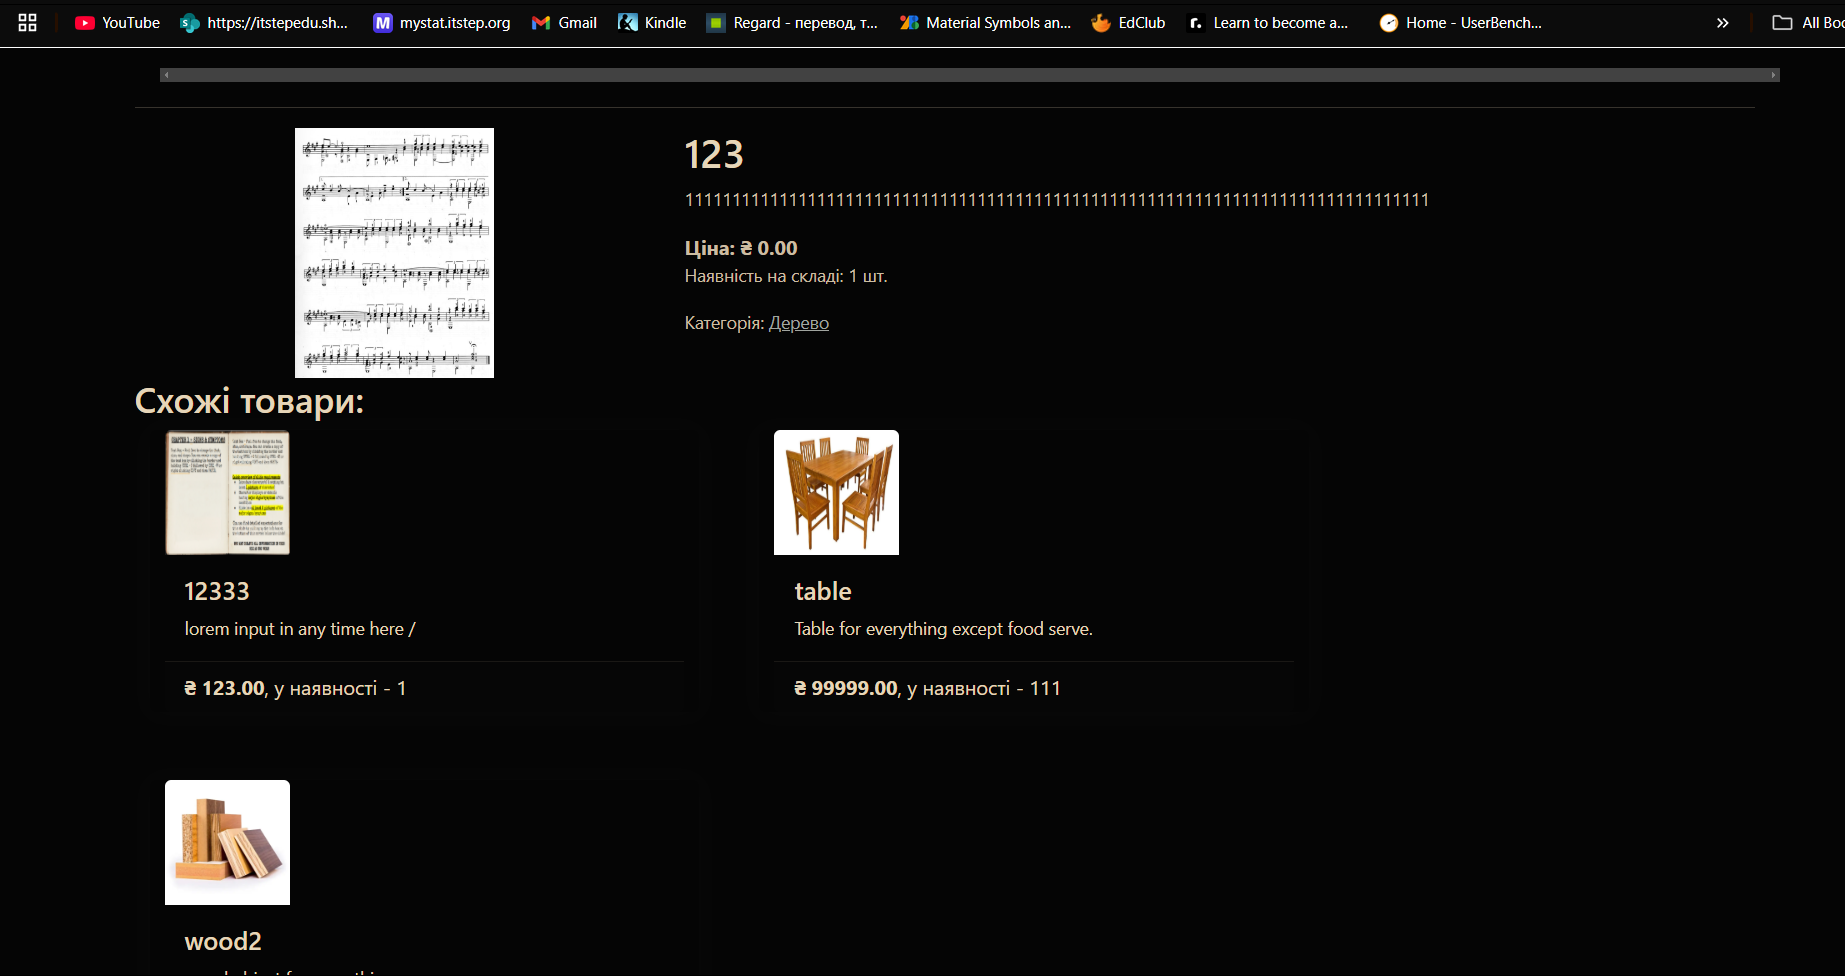 YouTube https://itstepedu.sh... mystat.itstep.org Gmail Kindle Regard - перевод, т... Material Symbols an... EdClub Learn to become a... Home - UserBench... All Boo
123
1111111111111111111111111111111111111111111111111111111111111111111111111111111
Ціна: ₴ 0.00
Наявність на складі: 1 шт.
Категорія: Дерево
Схожі товари:
12333
lorem input in any time here /
₴ 123.00, у наявності - 1
table
Table for everything except food serve.
₴ 99999.00, у наявності - 111
wood2